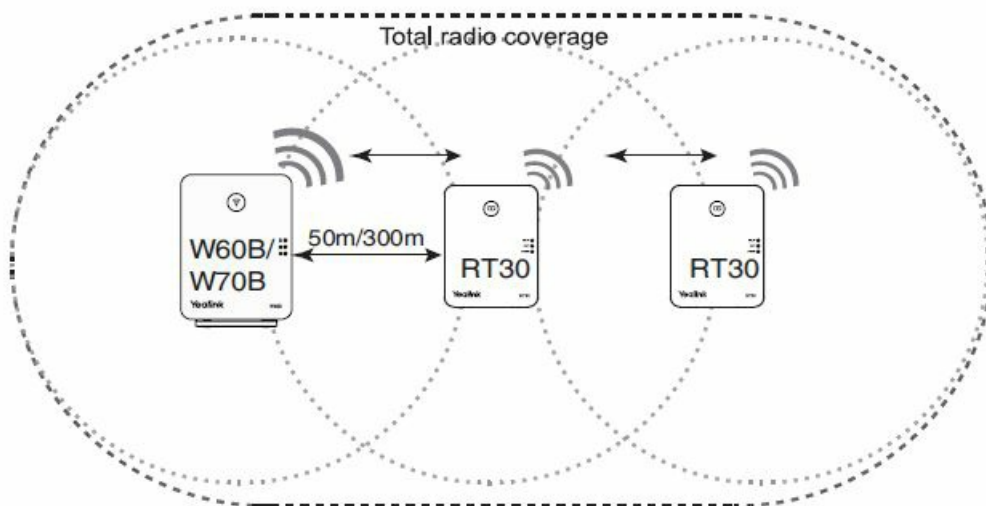 Total radio coverage
50m/300m
W60B/
W70B
Yealink
RT30
Yealink
RT30
Yealink